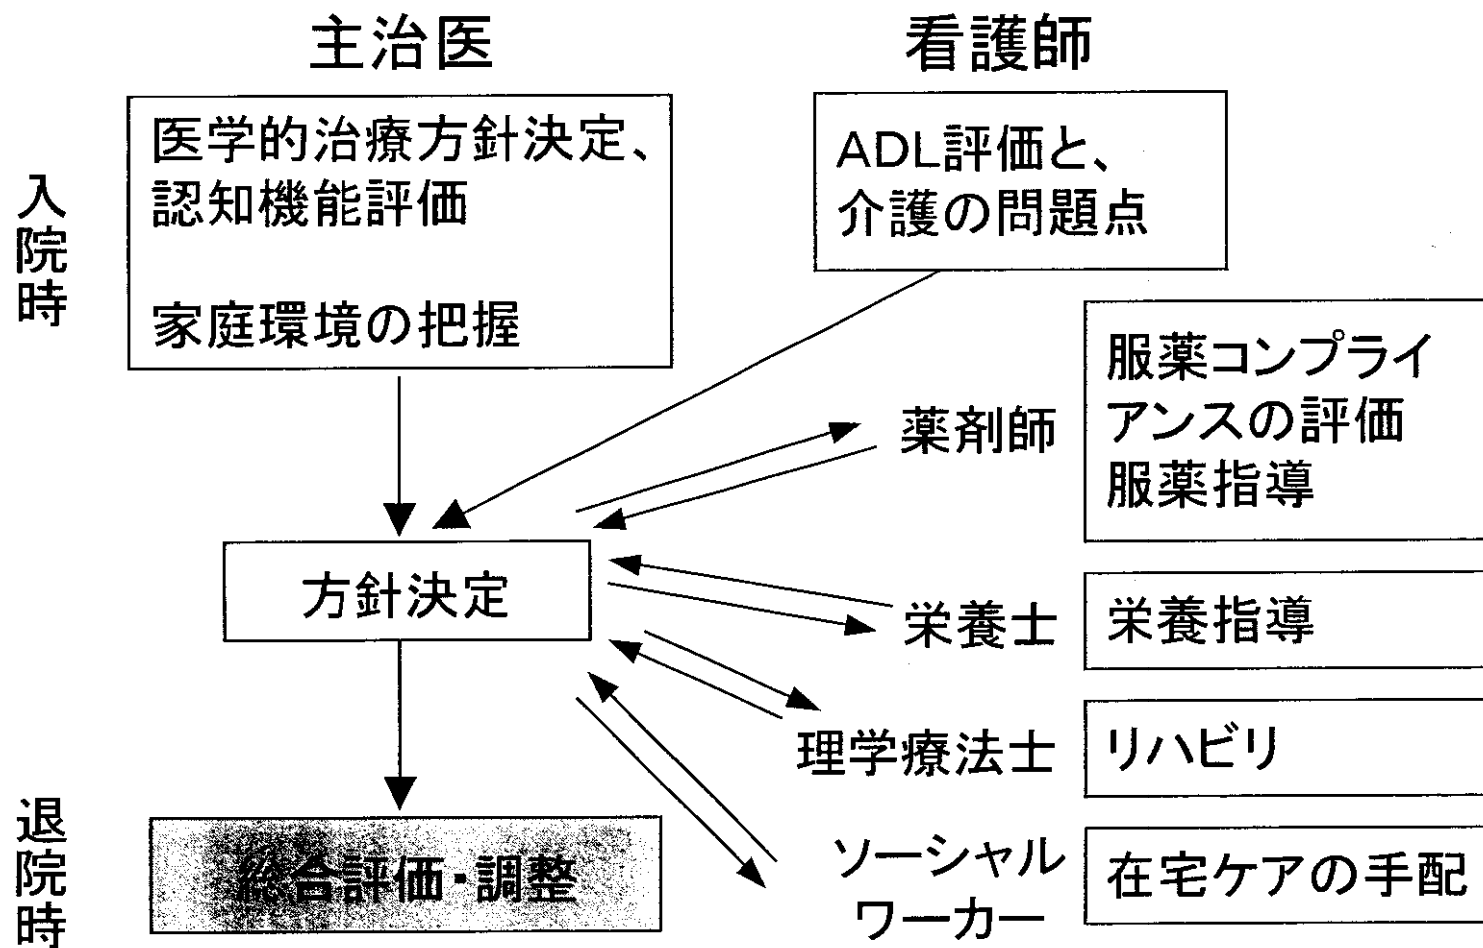 主治医
看護師
入院時
医学的治療方針決定、
認知機能評価
家庭環境の把握
ADL評価と、
介護の問題点
薬剤師
服薬コンプライ
アンスの評価
服薬指導
方針決定
栄養士
栄養指導
理学療法士
リハビリ
退院時
総合評価・調整
ソーシャル
ワーカー
在宅ケアの手配